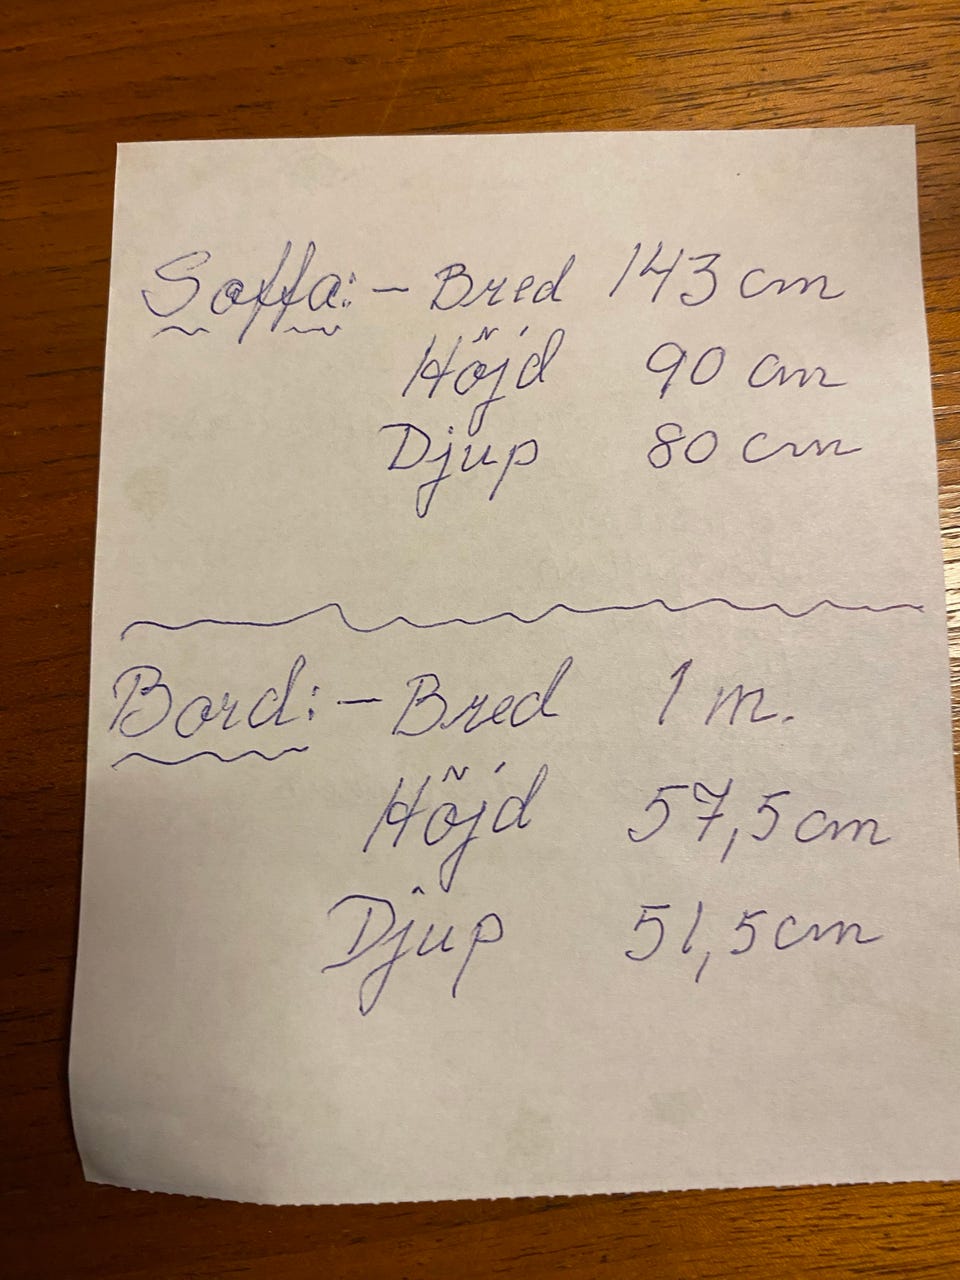 Soffa: - Bred 143 cm
Höjd 90 cm
Djup 80 cm
Bord: - Bred 1 m.
Höjd 57,5 cm
Djup 51,5 cm